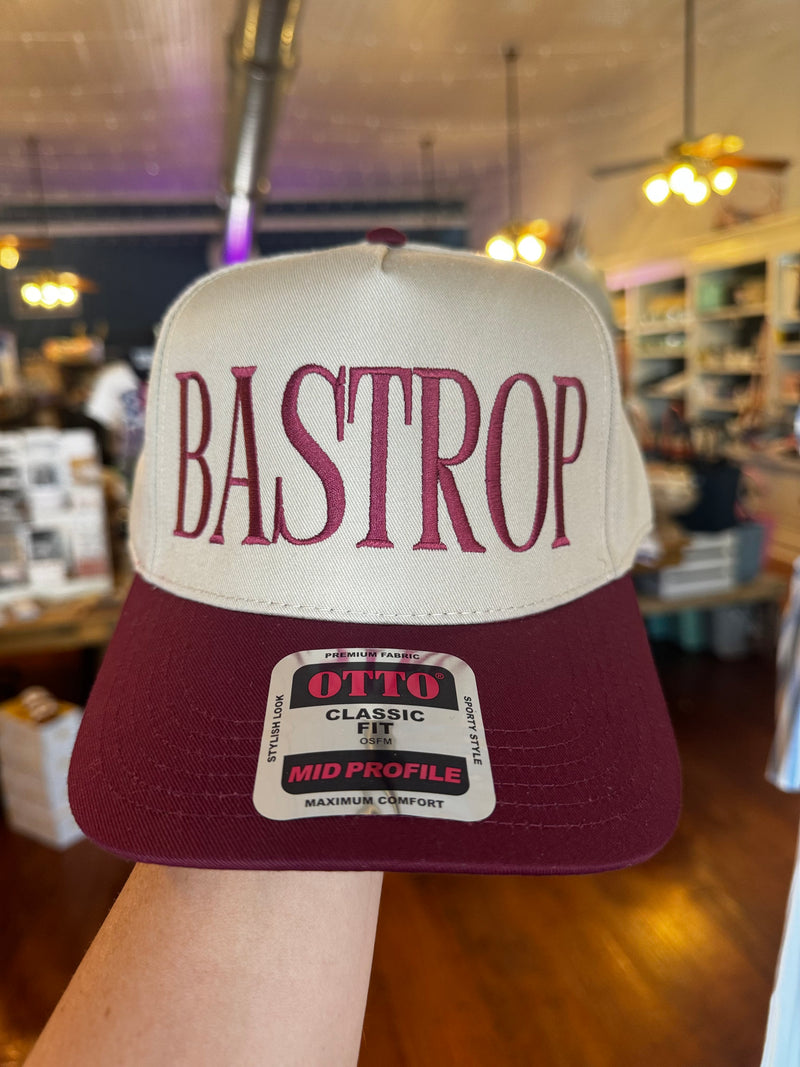 BASTROP
PREMIUM FABRIC
OTTO®
STYLISH LOOK
CLASSIC
FIT
OSFM
SPORTY STYLE
MID PROFILE
MAXIMUM COMFORT